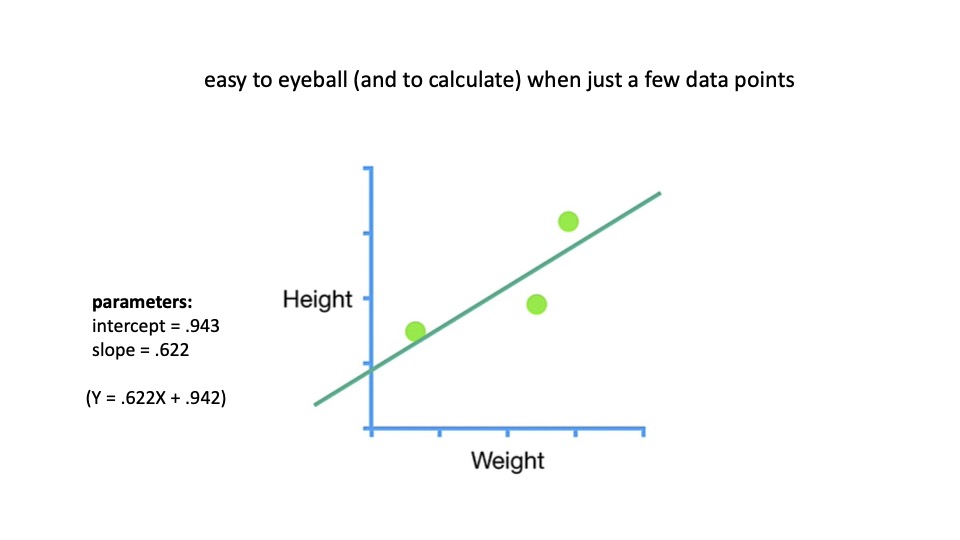 easy to eyeball (and to calculate) when just a few data points
Height
parameters:
intercept = .943
slope = .622
(Y = .622X + .942)
Weight